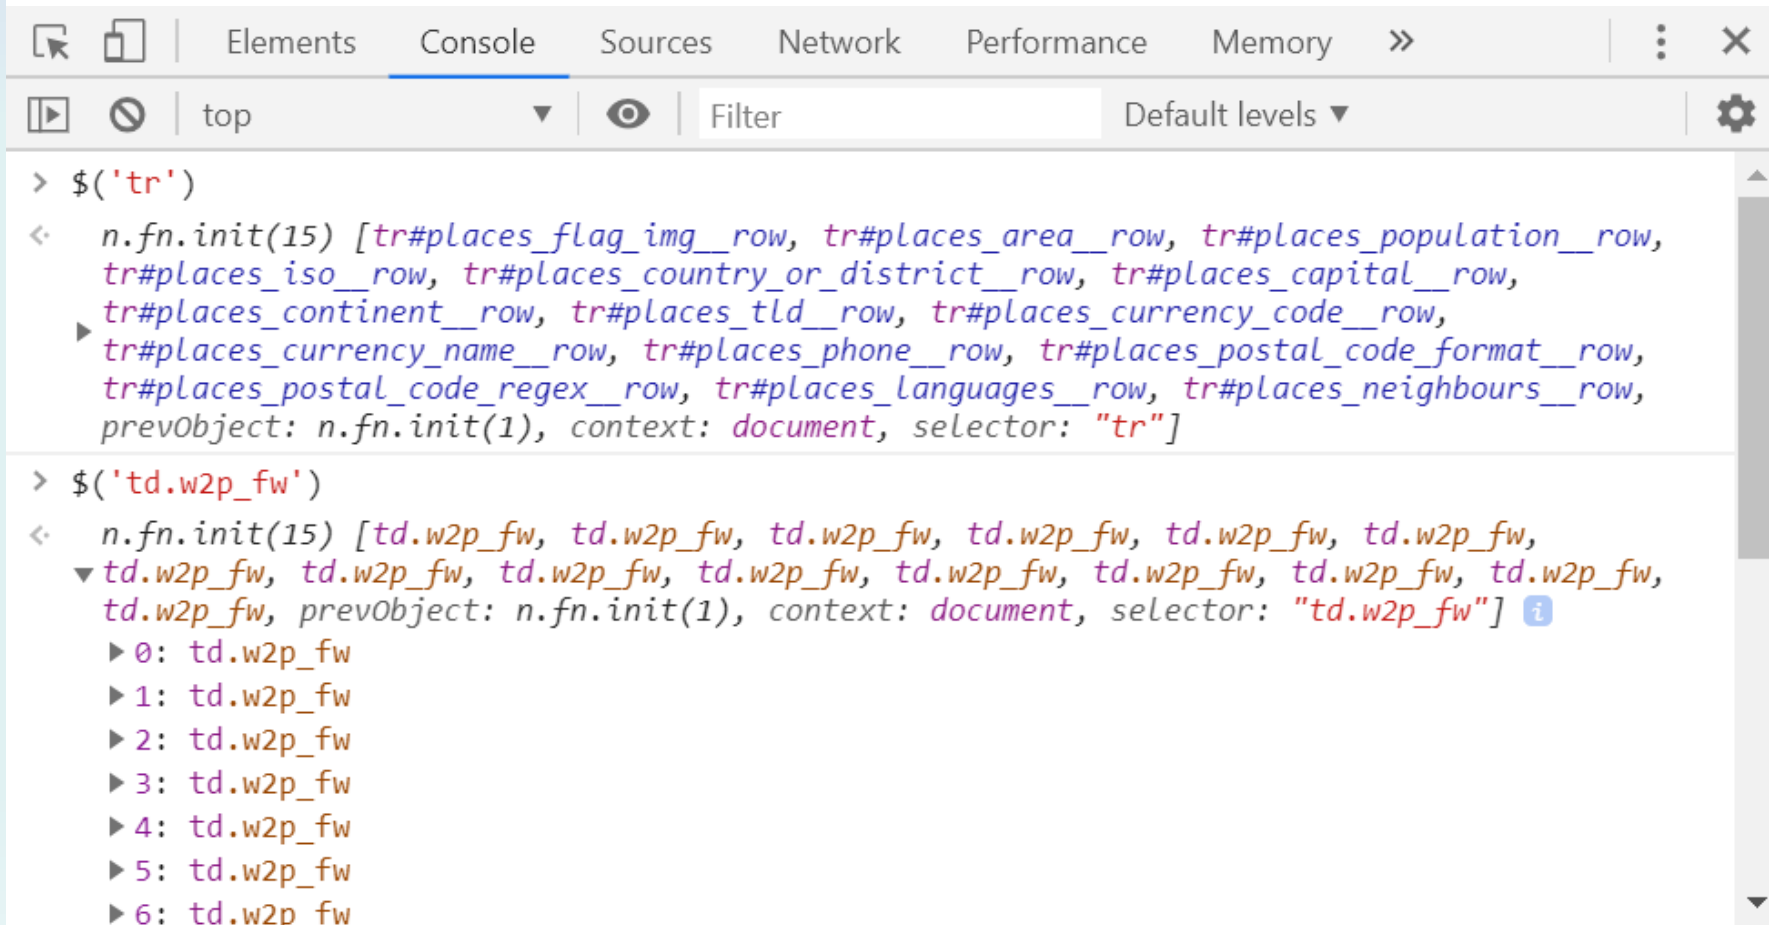 Elements Console Sources Network Performance Memory »
top Filter Default levels
> $('tr')
n.fn.init(15) [tr#places_flag_img__row, tr#places_area__row, tr#places_population__row,
tr#places_iso__row, tr#places_country_or_district__row, tr#places_capital__row,
tr#places_continent__row, tr#places_tld__row, tr#places_currency_code__row,
tr#places_currency_name__row, tr#places_phone__row, tr#places_postal_code_format__row,
tr#places_postal_code_regex__row, tr#places_languages__row, tr#places_neighbours__row,
prevObject: n.fn.init(1), context: document, selector: "tr"]
> $('td.w2p_fw')
n.fn.init(15) [td.w2p_fw, td.w2p_fw, td.w2p_fw, td.w2p_fw, td.w2p_fw, td.w2p_fw,
td.w2p_fw, td.w2p_fw, td.w2p_fw, td.w2p_fw, td.w2p_fw, td.w2p_fw, td.w2p_fw, td.w2p_fw,
td.w2p_fw, prevObject: n.fn.init(1), context: document, selector: "td.w2p_fw"] i
0: td.w2p_fw
1: td.w2p_fw
2: td.w2p_fw
3: td.w2p_fw
4: td.w2p_fw
5: td.w2p_fw
6: td.w2p_fw